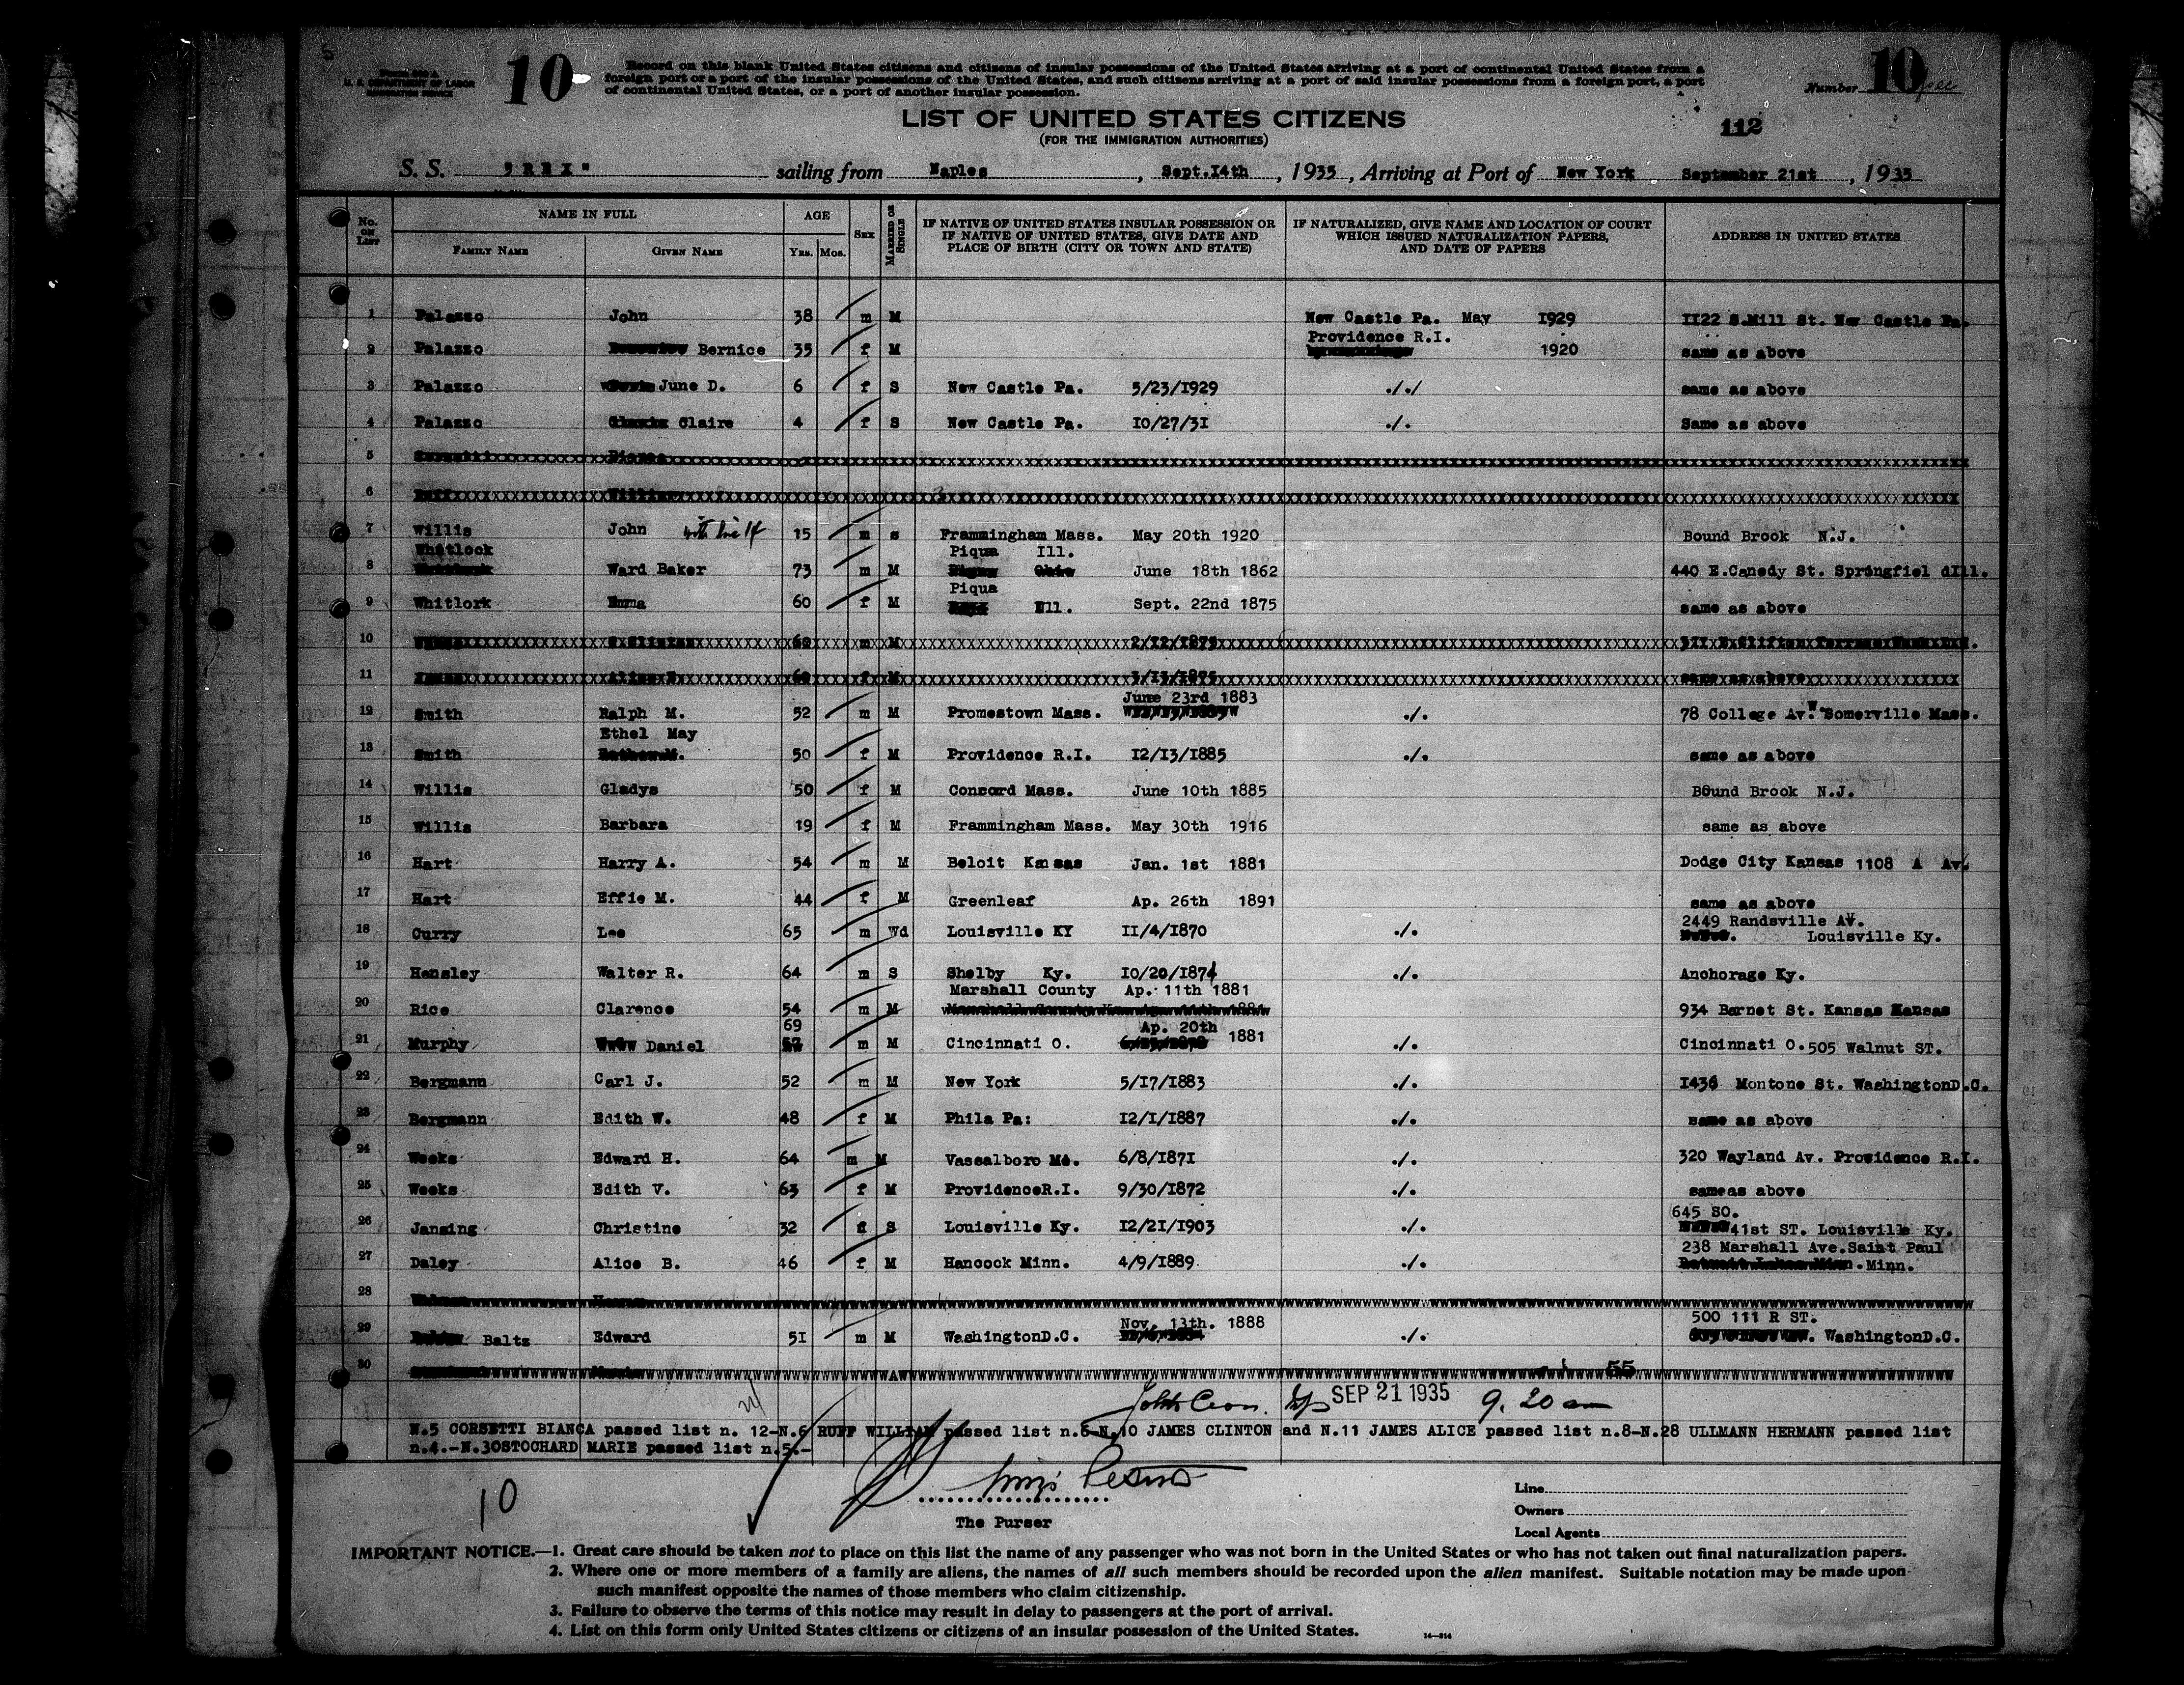 10
U. S. DEPARTMENT OF LABOR
IMMIGRATION SERVICE
Record on this blank United States citizens and citizens of insular possessions of the United States arriving at a port of continental United States from a
foreign port or a port of the insular possessions of the United States, and such citizens arriving at a port of said insular possessions from a foreign port, a port
of continental United States, or a port of another insular possession.
Number 10
LIST OF UNITED STATES CITIZENS
(FOR THE IMMIGRATION AUTHORITIES)
112
S. S. "REX" sailing from Naples, Sept.14th, 1935, Arriving at Port of New York September 21st, 1935
No. ON LIST
NAME IN FULL
FAMILY NAME GIVEN NAME
AGE
YRS. MOS.
SEX
MARRIED OR SINGLE
IF NATIVE OF UNITED STATES INSULAR POSSESSION OR
IF NATIVE OF UNITED STATES, GIVE DATE AND
PLACE OF BIRTH (CITY OR TOWN AND STATE)
IF NATURALIZED, GIVE NAME AND LOCATION OF COURT
WHICH ISSUED NATURALIZATION PAPERS,
AND DATE OF PAPERS
ADDRESS IN UNITED STATES
1 Palazzo John 38 m M New Castle Pa. May 1929 1122 S.Mill St. New Castle Pa.
2 Palazzo Bernice 35 f M Providence R.I. 1920 same as above
3 Palazzo June D. 6 f S New Castle Pa. 5/23/1929 ./. same as above
4 Palazzo Claire 4 f S New Castle Pa. 10/27/31 ./. Same as above
5
6
7 Willis John 15 m s Frammingham Mass. May 20th 1920 Bound Brook N.J.
8 Whitlock Ward Baker 73 m M Piqua Ill. June 18th 1862 440 E.Canedy St. Springfiel dIll.
9 Whitlork Emma 60 f M Piqua Ill. Sept. 22nd 1875 same as above
10 60 m M 2/12/1875
11 same as above
12 Smith Ralph M. 52 m M Promestown Mass. June 23rd 1883 ./. 78 College Av. W. Somerville Mass.
13 Smith Ethel May 50 f M Providence R.I. 12/13/1885 ./. same as above
14 Willis Gladys 50 f M Concord Mass. June 10th 1885 Bound Brook N.J.
15 Willis Barbara 19 f M Frammingham Mass. May 30th 1916 same as above
16 Hart Harry A. 54 m M Beloit Kansas Jan. 1st 1881 Dodge City Kansas 1108 A Av.
17 Hart Effie M. 44 f M Greenleaf Ap. 26th 1891 same as above
18 Curry Lee 65 m Wd Louisville KY 11/4/1870 ./. 2449 Randsville Av. Louisville Ky.
19 Hensley Walter R. 64 m S Shelby Ky. 10/20/1871 ./. Anchorage Ky.
20 Rice Clarence 54 m M Marshall County Ap. 11th 1881 934 Barnet St. Kansas Kansas
21 Murphy Daniel 69 m M Cincinnati O. Ap. 20th 1881 ./. Cincinnati O.505 Walnut ST.
22 Bergmann Carl J. 52 m M New York 5/17/1883 ./. 1436 Montone St. WashingtonD.C.
23 Bergmann Edith W. 48 f M Phila Pa: 12/1/1887 ./. same as above
24 Weeks Edward H. 64 m M Vassalboro Me. 6/8/1871 ./. 320 Wayland Av. Providence R.I.
25 Weeks Edith V. 63 f M ProvidenceR.I. 9/30/1872 ./. sameas above
26 Jansing Christine 32 f S Louisville Ky. 12/21/1903 ./. 645 SO. 41st ST. Louisville Ky.
27 Daley Alice B. 46 f M Hancock Minn. 4/9/1889 ./. 238 Marshall Ave.Saint Paul Minn.
28
29 Baltz Edward 51 m M WashingtonD.C. Nov. 13th. 1888 ./. 500 111 R ST. WashingtonD.C.
30 55
SEP 21 1935 9.20 am
N.5 CORSETTI BIANCA passed list n. 12-N.6 RUFF WILLIAM passed list n.6-N.10 JAMES CLINTON and N.11 JAMES ALICE passed list n.8-N.28 ULLMANN HERMANN passed list
n.4.-N.30STOCHARD MARIE passed list n.5.-
10
The Purser
Line
Owners
Local Agents
IMPORTANT NOTICE.—1. Great care should be taken not to place on this list the name of any passenger who was not born in the United States or who has not taken out final naturalization papers.
2. Where one or more members of a family are aliens, the names of all such members should be recorded upon the alien manifest. Suitable notation may be made upon
such manifest opposite the names of those members who claim citizenship.
3. Failure to observe the terms of this notice may result in delay to passengers at the port of arrival.
4. List on this form only United States citizens or citizens of an insular possession of the United States.
14—814